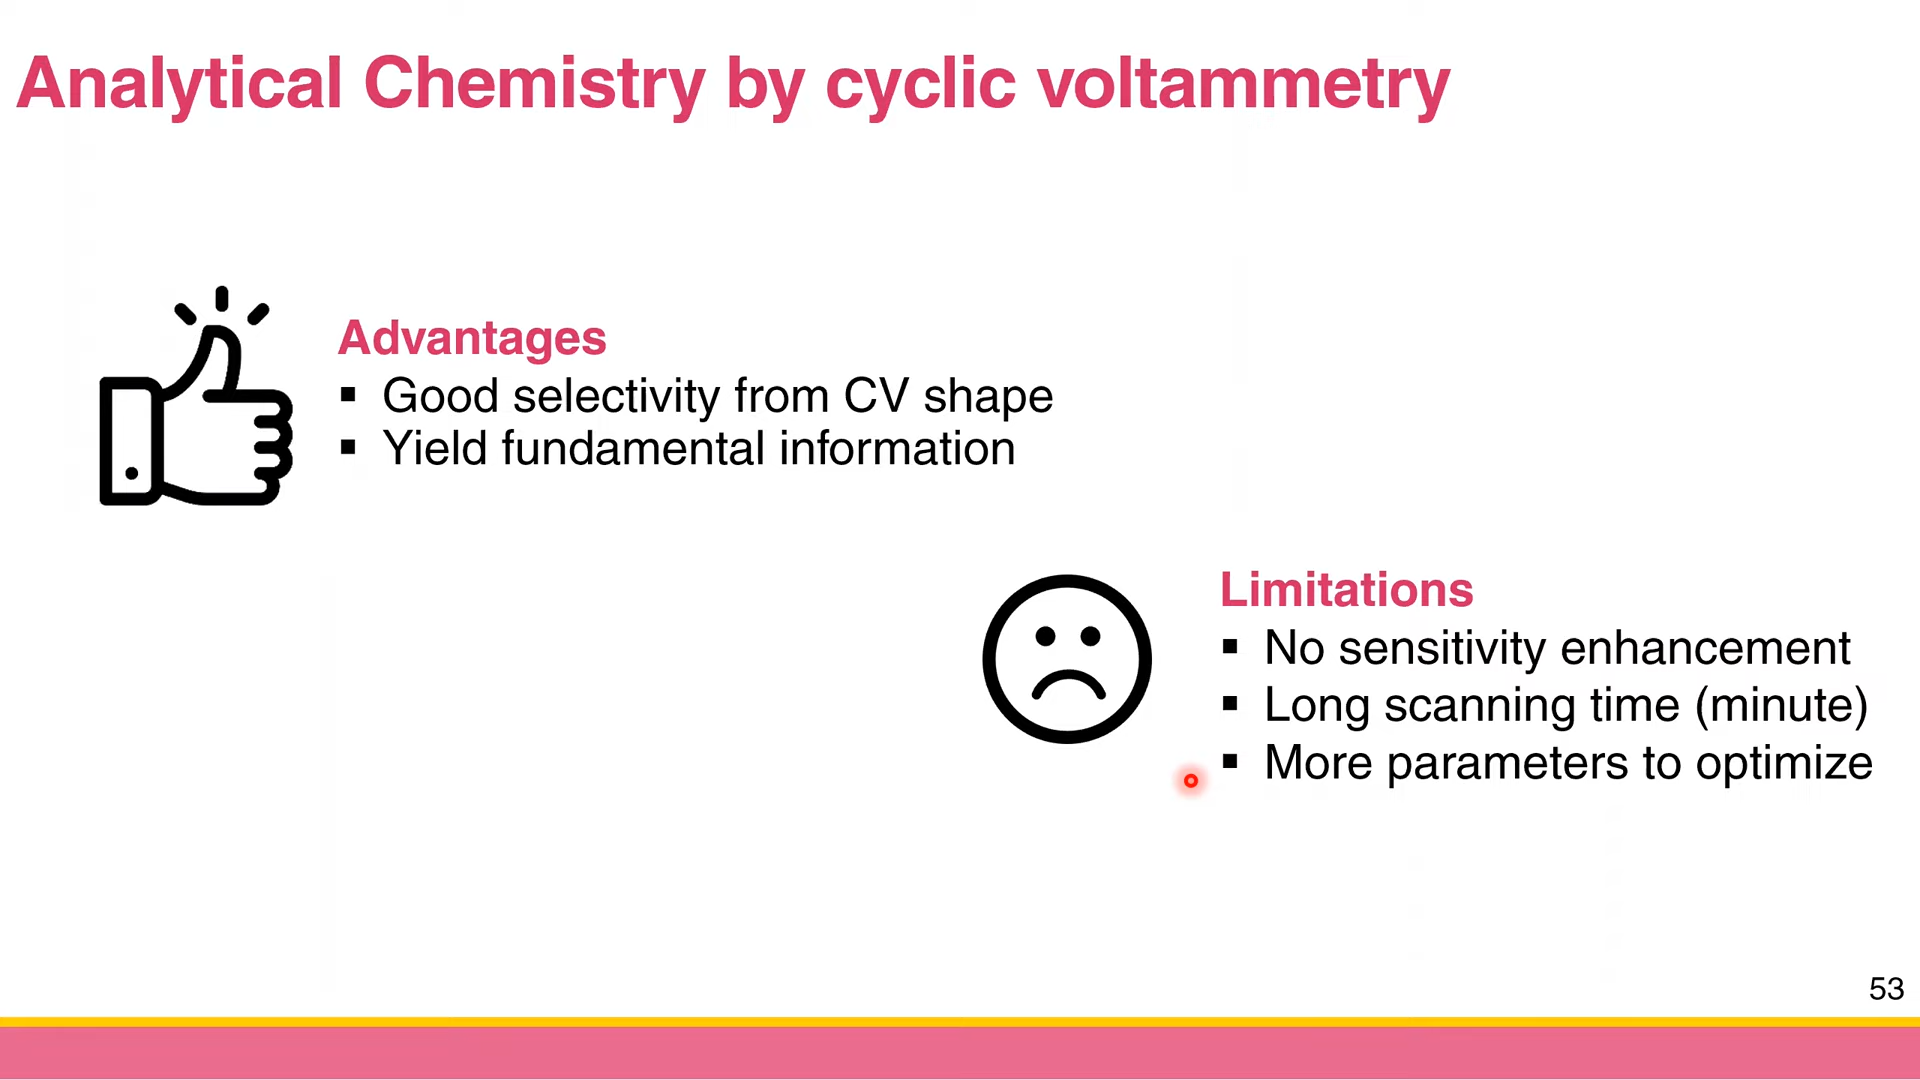 Analytical Chemistry by cyclic voltammetry
Advantages
▪ Good selectivity from CV shape
▪ Yield fundamental information
Limitations
▪ No sensitivity enhancement
▪ Long scanning time (minute)
▪ More parameters to optimize
53